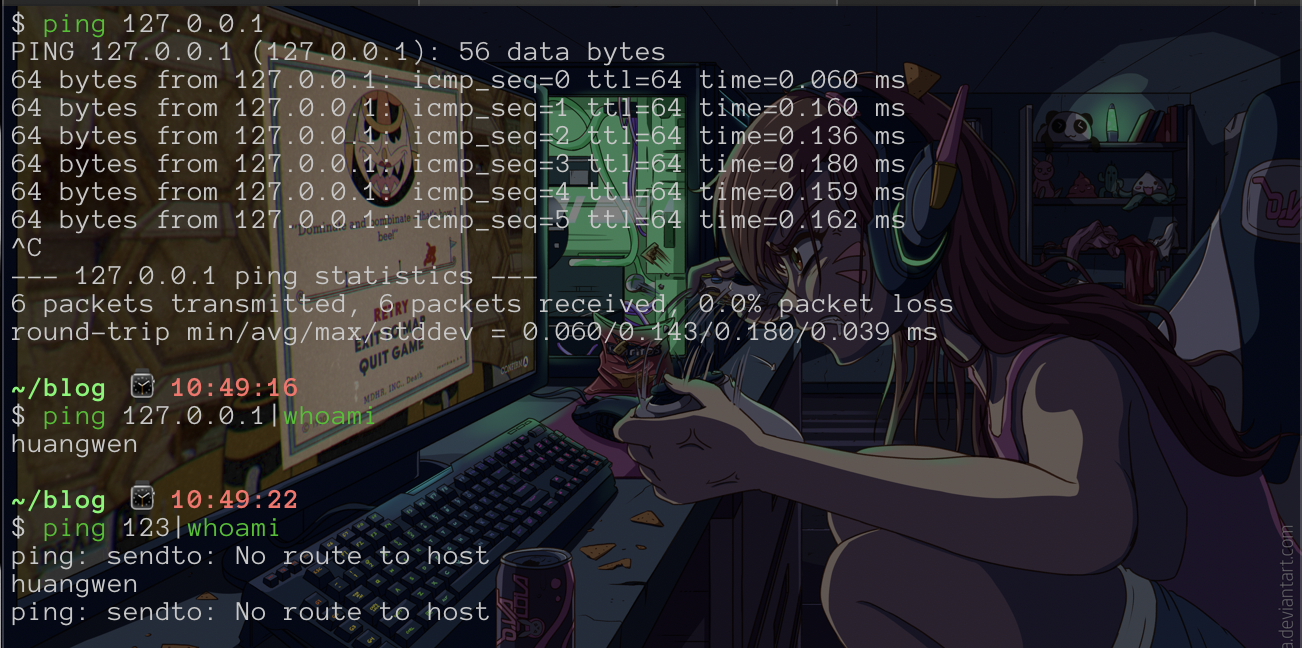 $ ping 127.0.0.1
PING 127.0.0.1 (127.0.0.1): 56 data bytes
64 bytes from 127.0.0.1: icmp_seq=0 ttl=64 time=0.060 ms
64 bytes from 127.0.0.1: icmp_seq=1 ttl=64 time=0.160 ms
64 bytes from 127.0.0.1: icmp_seq=2 ttl=64 time=0.136 ms
64 bytes from 127.0.0.1: icmp_seq=3 ttl=64 time=0.180 ms
64 bytes from 127.0.0.1: icmp_seq=4 ttl=64 time=0.159 ms
64 bytes from 127.0.0.1: icmp_seq=5 ttl=64 time=0.162 ms
^C
--- 127.0.0.1 ping statistics ---
6 packets transmitted, 6 packets received, 0.0% packet loss
round-trip min/avg/max/stddev = 0.060/0.143/0.180/0.039 ms
~/blog 10:49:16
$ ping 127.0.0.1|whoami
huangwen
~/blog 10:49:22
$ ping 123|whoami
ping: sendto: No route to host
huangwen
ping: sendto: No route to host
RETRY
QUIT GAME
a.deviantart.com